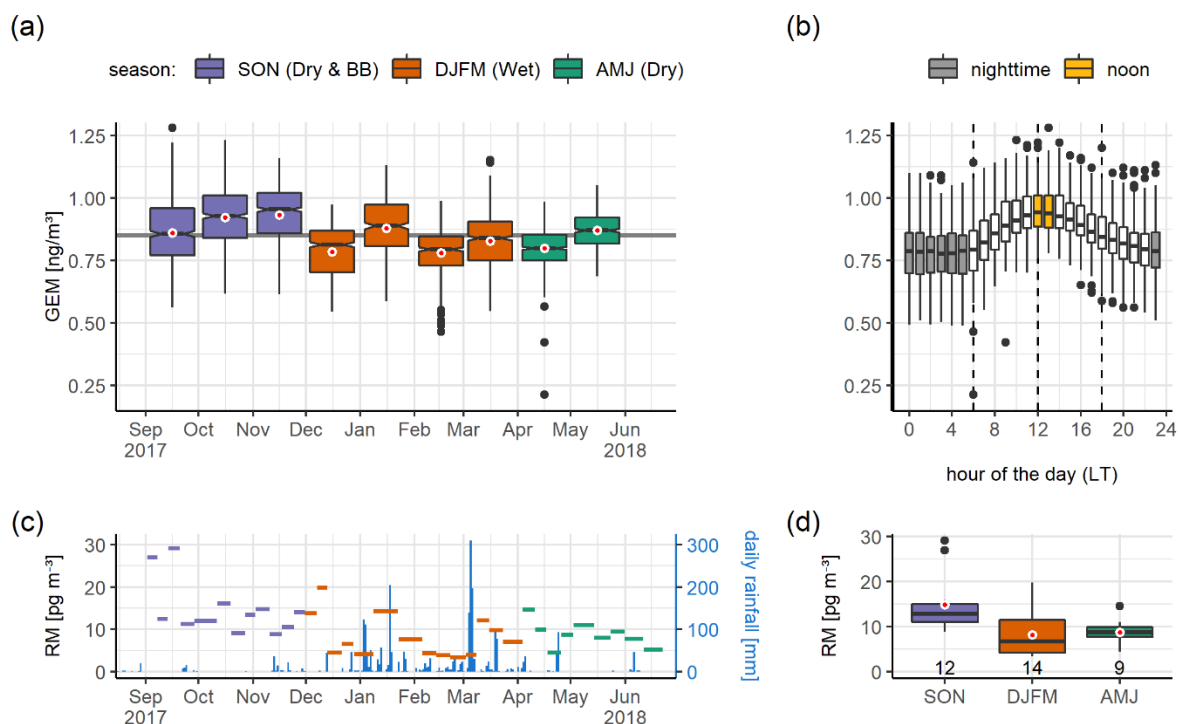 (a)
season: SON (Dry & BB) DJFM (Wet) AMJ (Dry)
GEM [ng/m³]
1.25
1.00
0.75
0.50
0.25
Sep Oct Nov Dec Jan Feb Mar Apr May Jun
2017 2018
(b)
nighttime noon
1.25
1.00
0.75
0.50
0.25
0 4 8 12 16 20 24
hour of the day (LT)
(c)
RM [pg m⁻³]
30
20
10
0
300
200
100
0
daily rainfall [mm]
Sep Oct Nov Dec Jan Feb Mar Apr May Jun
2017 2018
(d)
RM [pg m⁻³]
30
20
10
0
12 14 9
SON DJFM AMJ